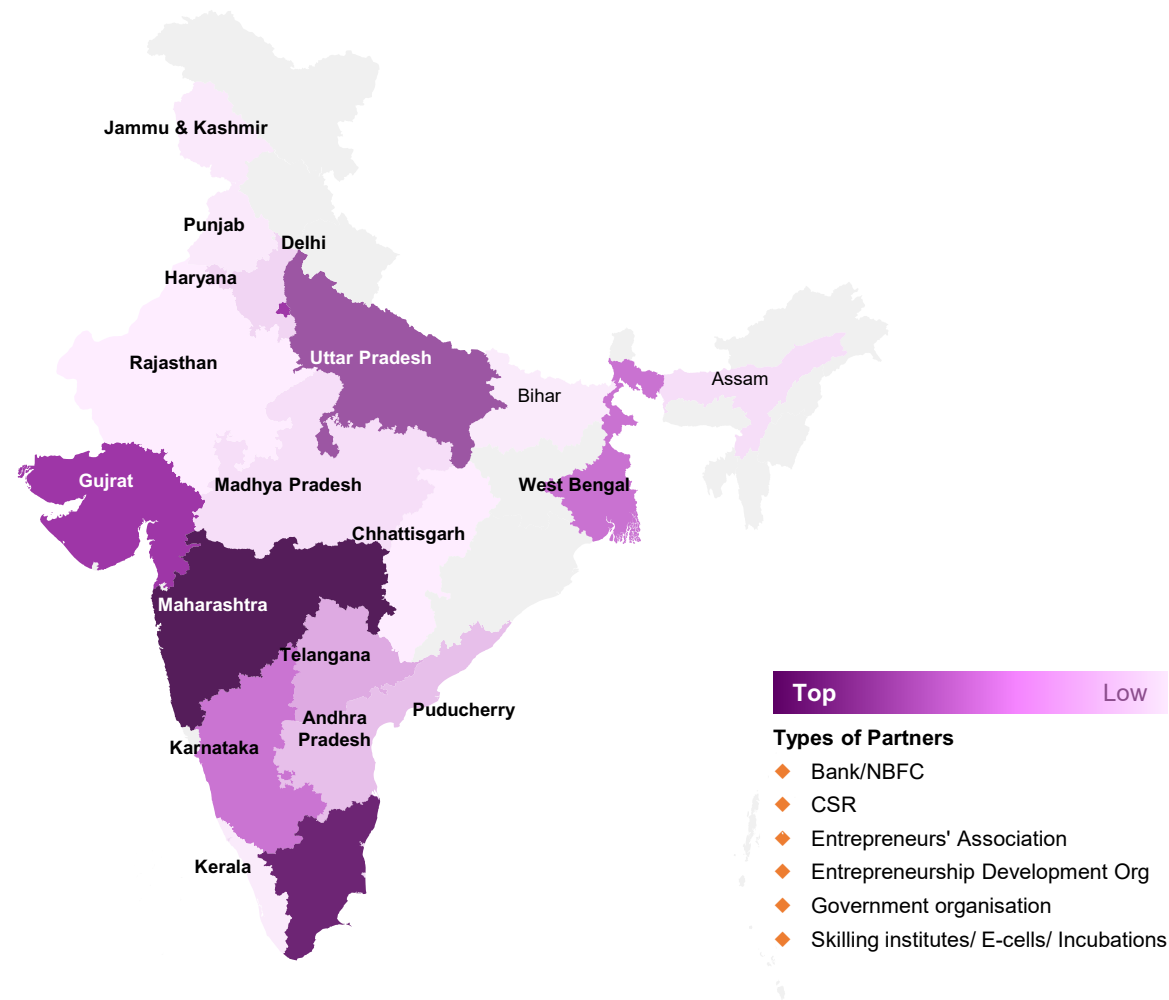 Jammu & Kashmir
Punjab
Delhi
Haryana
Rajasthan
Uttar Pradesh
Bihar
Assam
Gujrat
Madhya Pradesh
West Bengal
Chhattisgarh
Maharashtra
Telangana
Puducherry
Andhra
Pradesh
Karnataka
Kerala
Top
Low
Types of Partners
Bank/NBFC
CSR
Entrepreneurs' Association
Entrepreneurship Development Org
Government organisation
Skilling institutes/ E-cells/ Incubations